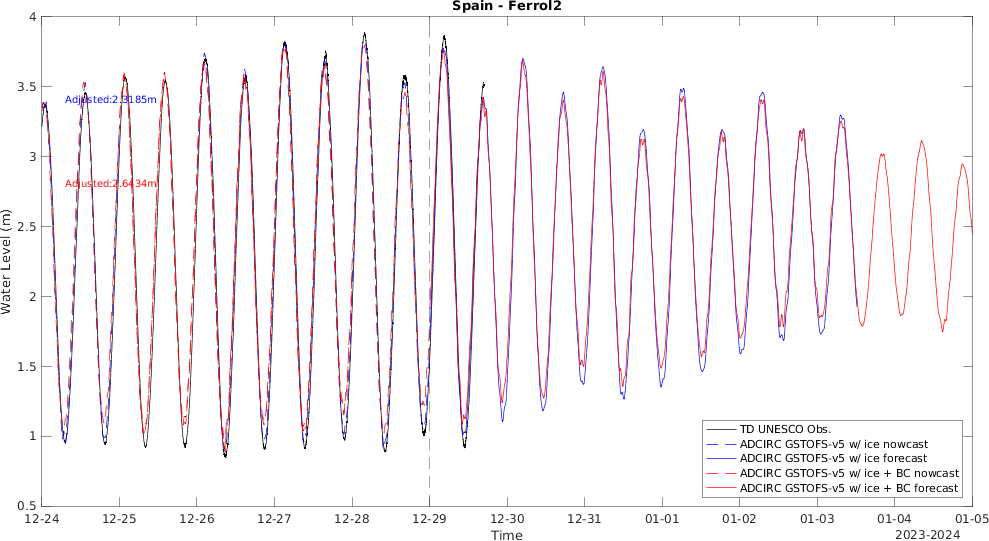 Spain - Ferrol2
4
3.5
3
2.5
2
1.5
1
0.5
Water Level (m)
Adjusted:2.3185m
Adjusted:2.6434m
TD UNESCO Obs.
ADCIRC GSTOFS-v5 w/ ice nowcast
ADCIRC GSTOFS-v5 w/ ice forecast
ADCIRC GSTOFS-v5 w/ ice + BC nowcast
ADCIRC GSTOFS-v5 w/ ice + BC forecast
12-24 12-25 12-26 12-27 12-28 12-29 12-30 12-31 01-01 01-02 01-03 01-04 01-05
Time
2023-2024